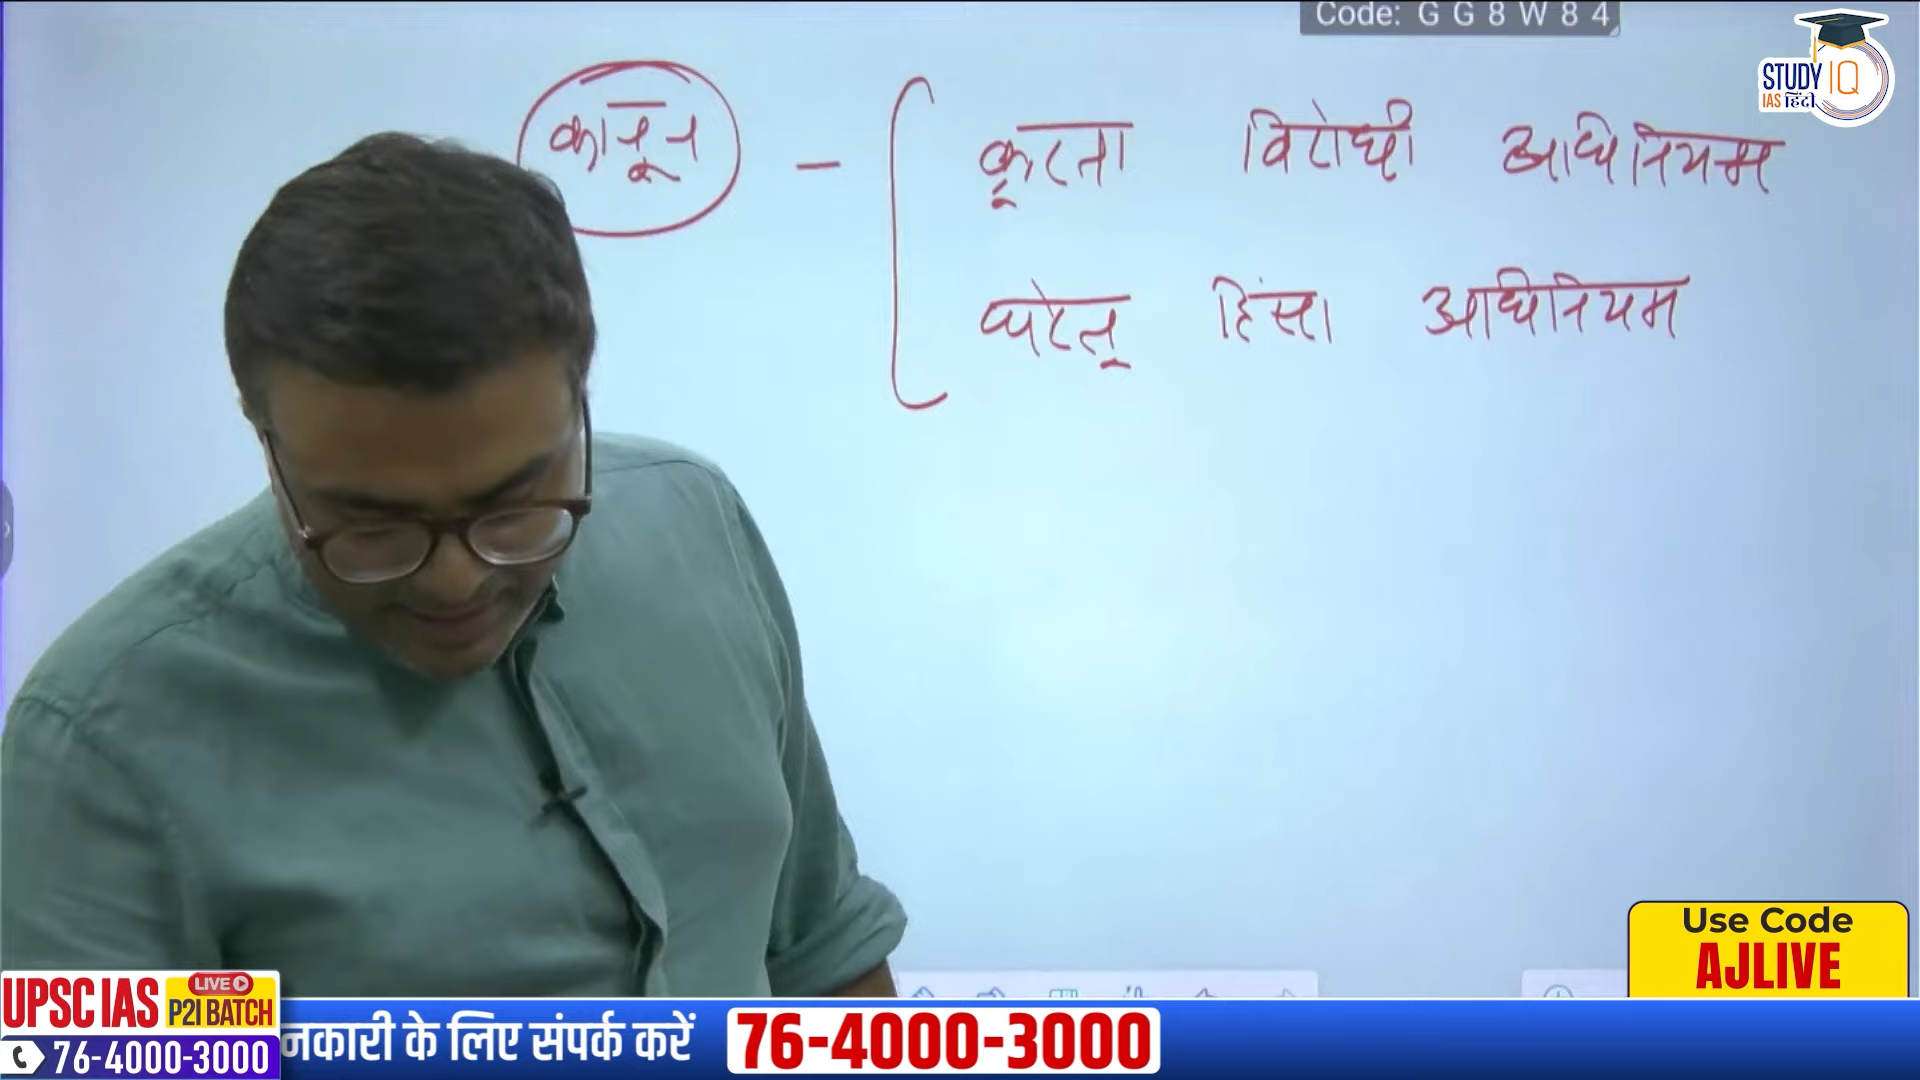 Code: G G 8 W 8 4
STUDY IQ
IAS हिंदी
कानून - क्रूरता विरोधी अधिनियम
घरेलू हिंसा अधिनियम
Use Code
AJLIVE
UPSC IAS LIVE
P2I BATCH
76-4000-3000
नकारी के लिए संपर्क करें 76-4000-3000